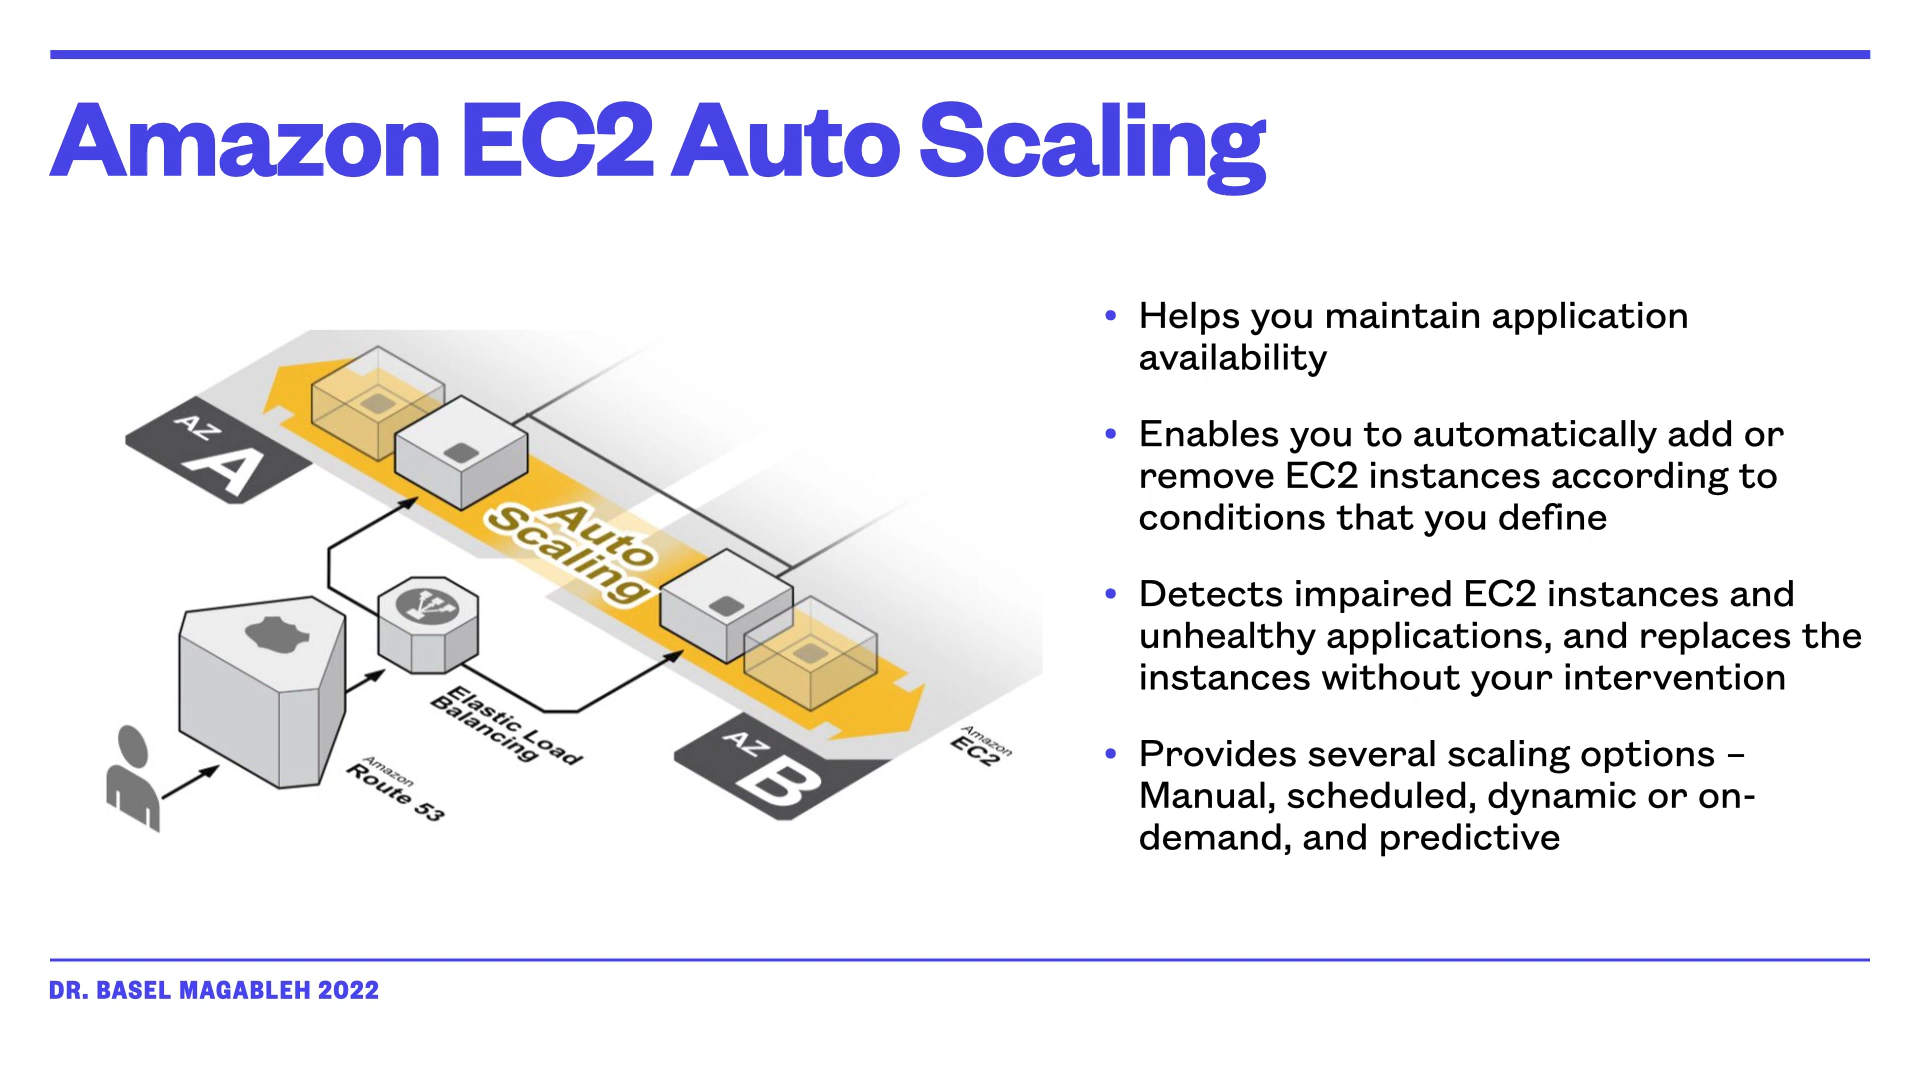 Amazon EC2 Auto Scaling
AZ
A
Auto
Scaling
Elastic Load
Balancing
Amazon
Route 53
AZ
B
Amazon
EC2
• Helps you maintain application
availability
• Enables you to automatically add or
remove EC2 instances according to
conditions that you define
• Detects impaired EC2 instances and
unhealthy applications, and replaces the
instances without your intervention
• Provides several scaling options –
Manual, scheduled, dynamic or on-
demand, and predictive
DR. BASEL MAGABLEH 2022